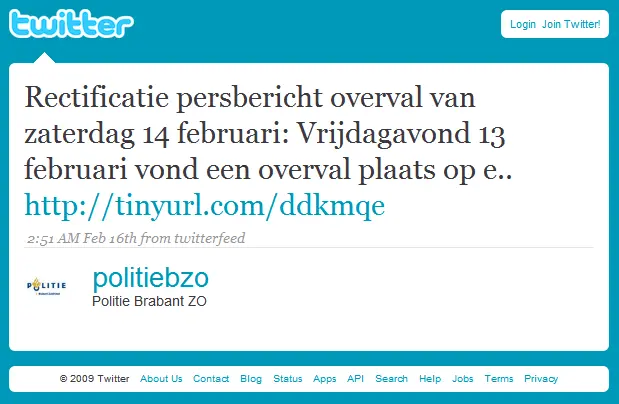 twitter
Login Join Twitter!
Rectificatie persbericht overval van
zaterdag 14 februari: Vrijdagavond 13
februari vond een overval plaats op e..
http://tinyurl.com/ddkmqe
2:51 AM Feb 16th from twitterfeed
POLITIE
politiebzo
Politie Brabant ZO
© 2009 Twitter About Us Contact Blog Status Apps API Search Help Jobs Terms Privacy